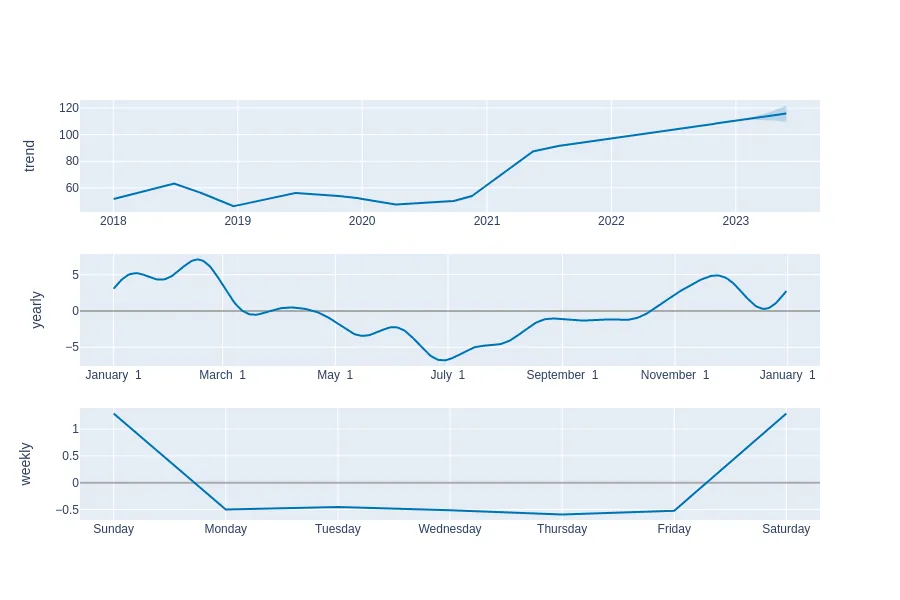 trend
120
100
80
60
2018 2019 2020 2021 2022 2023
yearly
5
0
−5
January 1 March 1 May 1 July 1 September 1 November 1 January 1
weekly
1
0.5
0
−0.5
Sunday Monday Tuesday Wednesday Thursday Friday Saturday